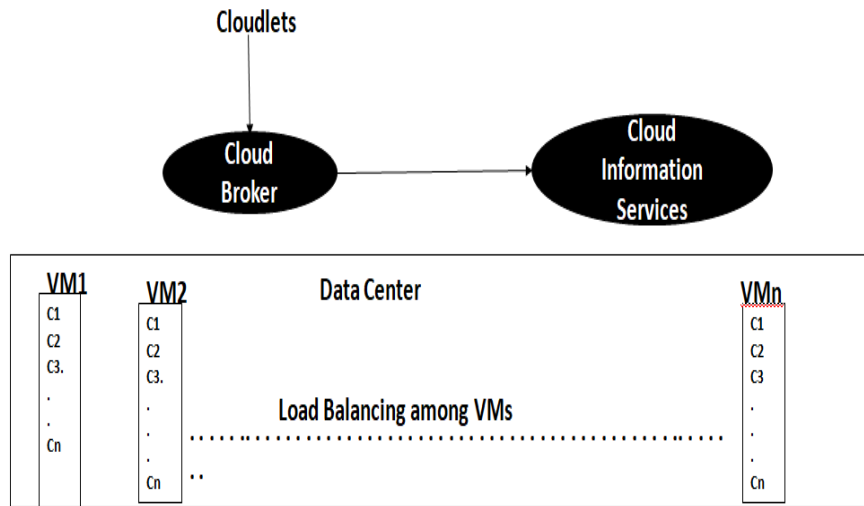 Cloudlets
Cloud
Broker
Cloud
Information
Services
Data Center
VM1
C1
C2
C3.
.
.
Cn
VM2
C1
C2
C3.
.
.
.
Cn
Load Balancing among VMs
. . . . . . . . . . . . . . . . . . . . . . . . . . . . . . . . . . . . . . . . . . . . . . . . . . .
. .
VMn
C1
C2
C3
.
.
.
Cn